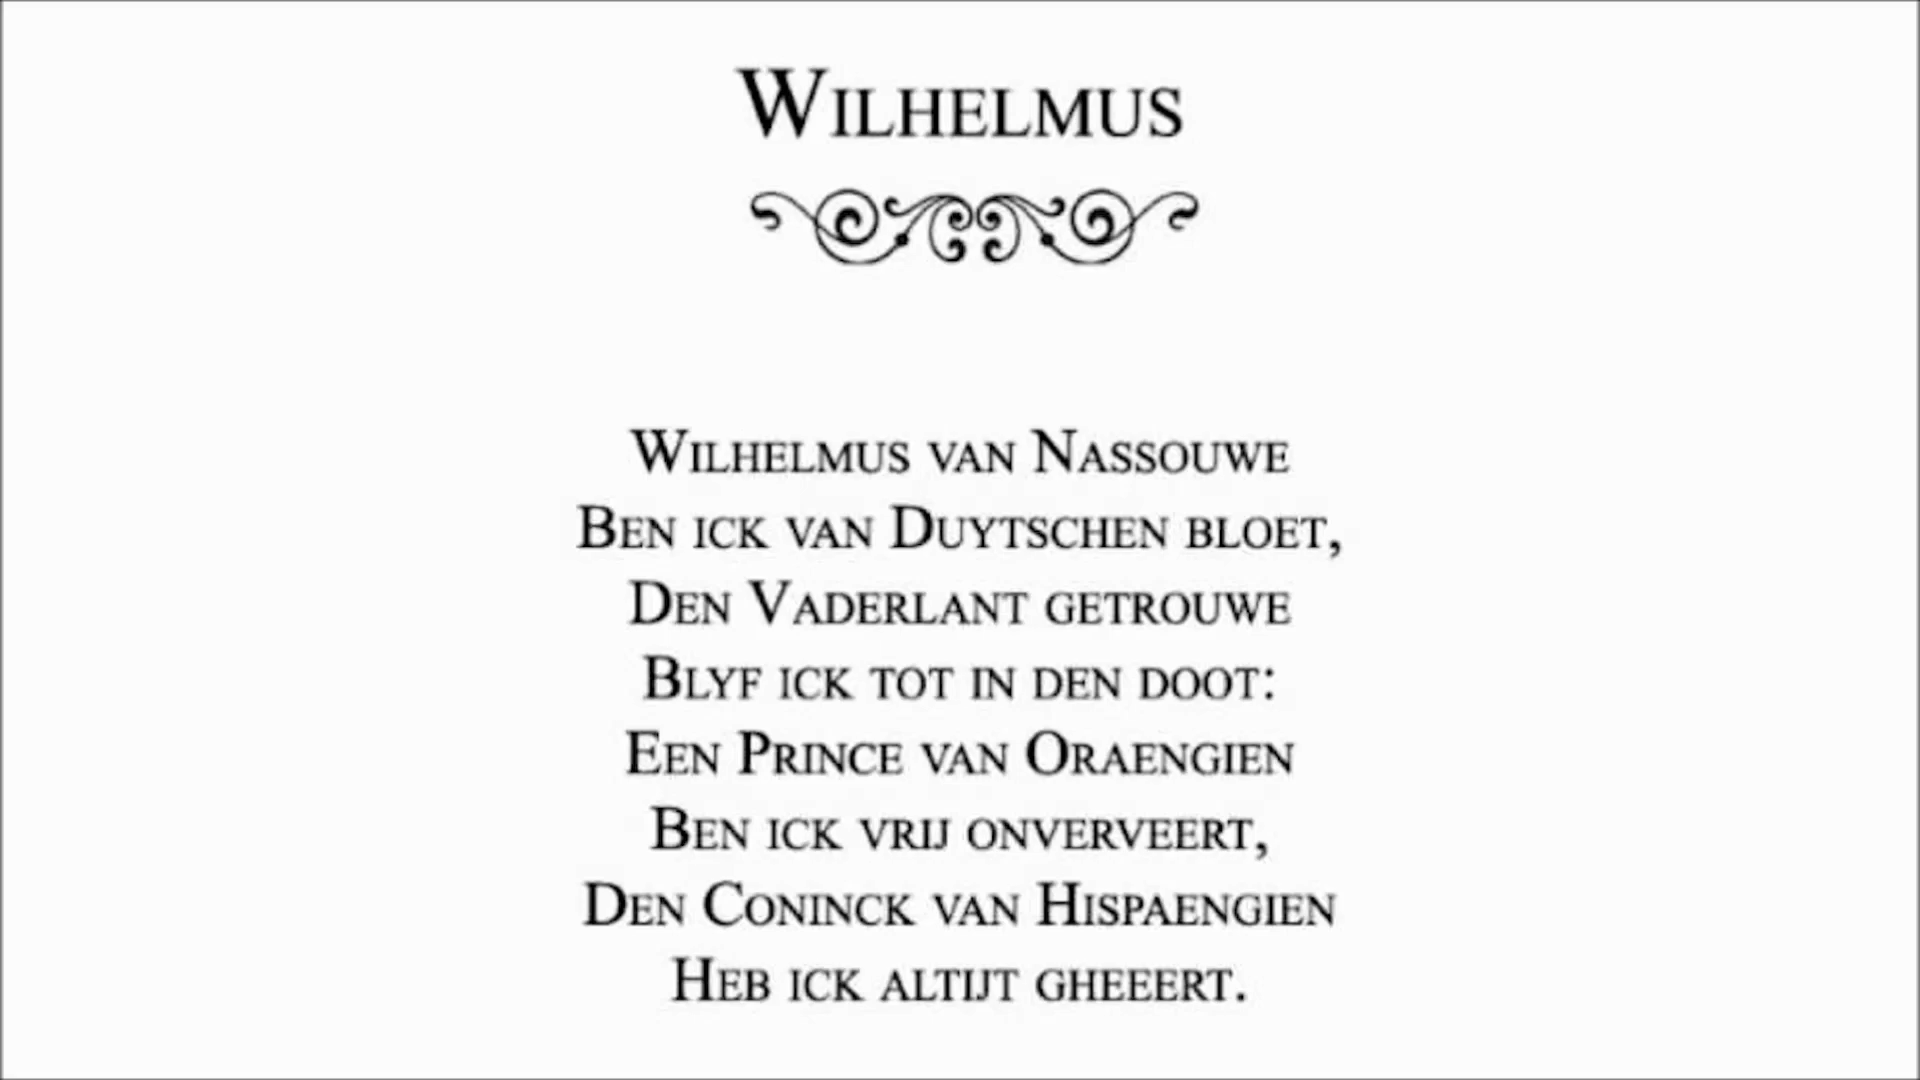 Wilhelmus
Wilhelmus van Nassouwe
Ben ick van Duytschen bloet,
Den Vaderlant getrouwe
Blyf ick tot in den doot:
Een Prince van Oraengien
Ben ick vrij onverveert,
Den Coninck van Hispaengien
Heb ick altijt gheeert.